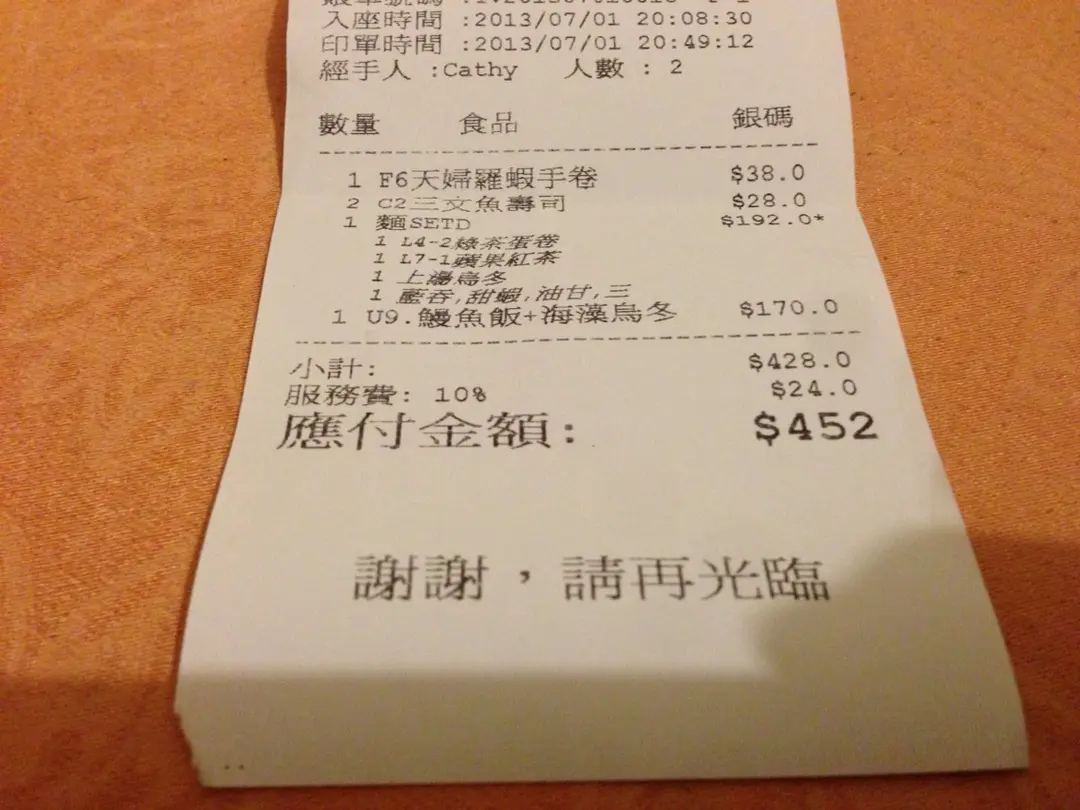 入座時間 :2013/07/01 20:08:30
印單時間 :2013/07/01 20:49:12
經手人 :Cathy 人數 : 2
數量 食品 銀碼
1 F6天婦羅蝦手卷 $38.0
2 C2三文魚壽司 $28.0
1 麵SETD $192.0*
1 L4-2綠茶蛋卷
1 L7-1蘋果紅茶
1 上湯烏冬
1 藍吞,甜蝦,油甘,三
1 U9.鰻魚飯+海藻烏冬 $170.0
小計: $428.0
服務費: 10% $24.0
應付金額: $452
謝謝，請再光臨